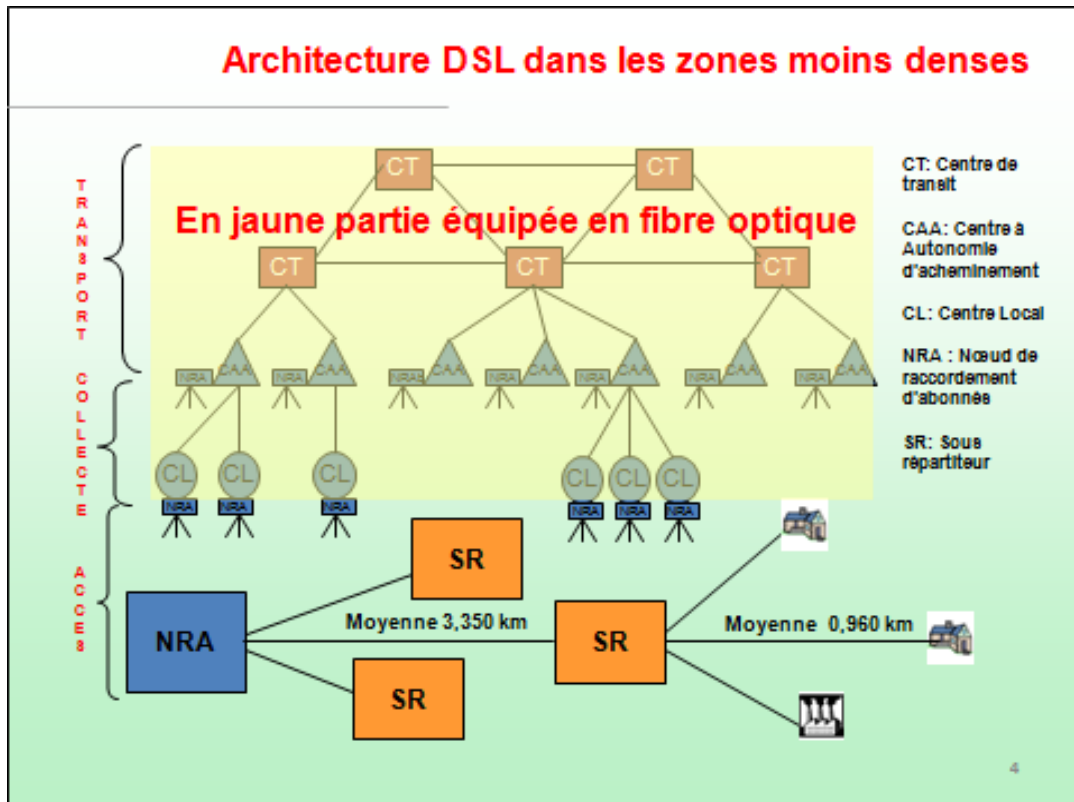 Architecture DSL dans les zones moins denses
CT
CT
En jaune partie équipée en fibre optique
CT
CT
CT
NRA
CAA
NRA
CAA
NRA
CAA
NRA
CAA
NRA
CAA
NRA
CAA
NRA
CAA
CL
CL
CL
CL
CL
CL
NRA
NRA
NRA
NRA
NRA
NRA
TRANSPORT
COLLECTE
ACCES
CT: Centre de
transit
CAA: Centre à
Autonomie
d'acheminement
CL: Centre Local
NRA : Nœud de
raccordement
d'abonnés
SR: Sous
répartiteur
SR
NRA
Moyenne 3,350 km
SR
Moyenne 0,960 km
SR
4